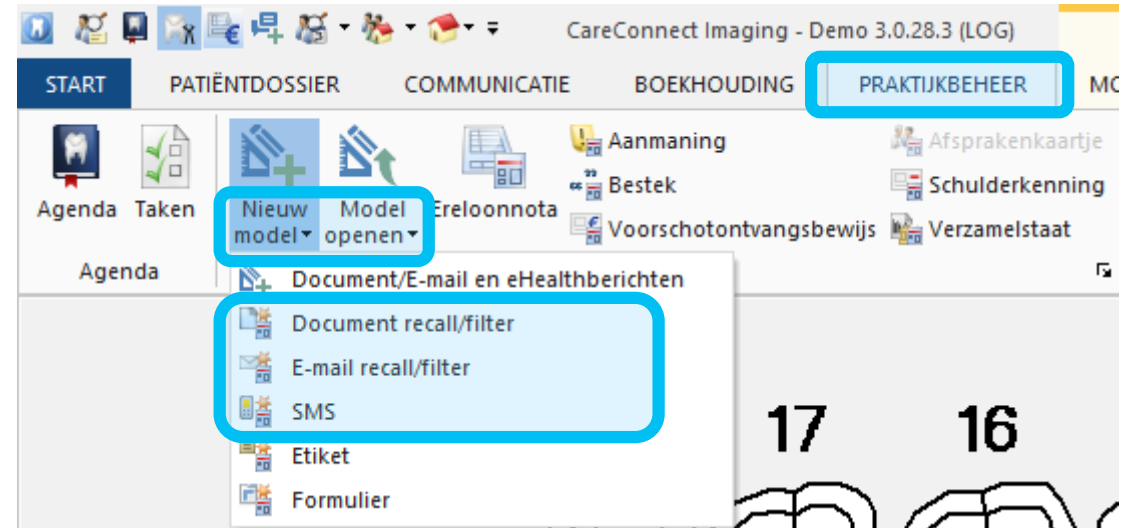 CareConnect Imaging - Demo 3.0.28.3 (LOG)
START PATIËNTDOSSIER COMMUNICATIE BOEKHOUDING PRAKTIJKBEHEER MO
Agenda
Taken
Nieuw model
Model openen
Ereloonnota
Aanmaning
Bestek
Voorschotontvangsbewijs
Afsprakenkaartje
Schulderkenning
Verzamelstaat
Agenda
Document/E-mail en eHealthberichten
Document recall/filter
E-mail recall/filter
SMS
Etiket
Formulier
17 16